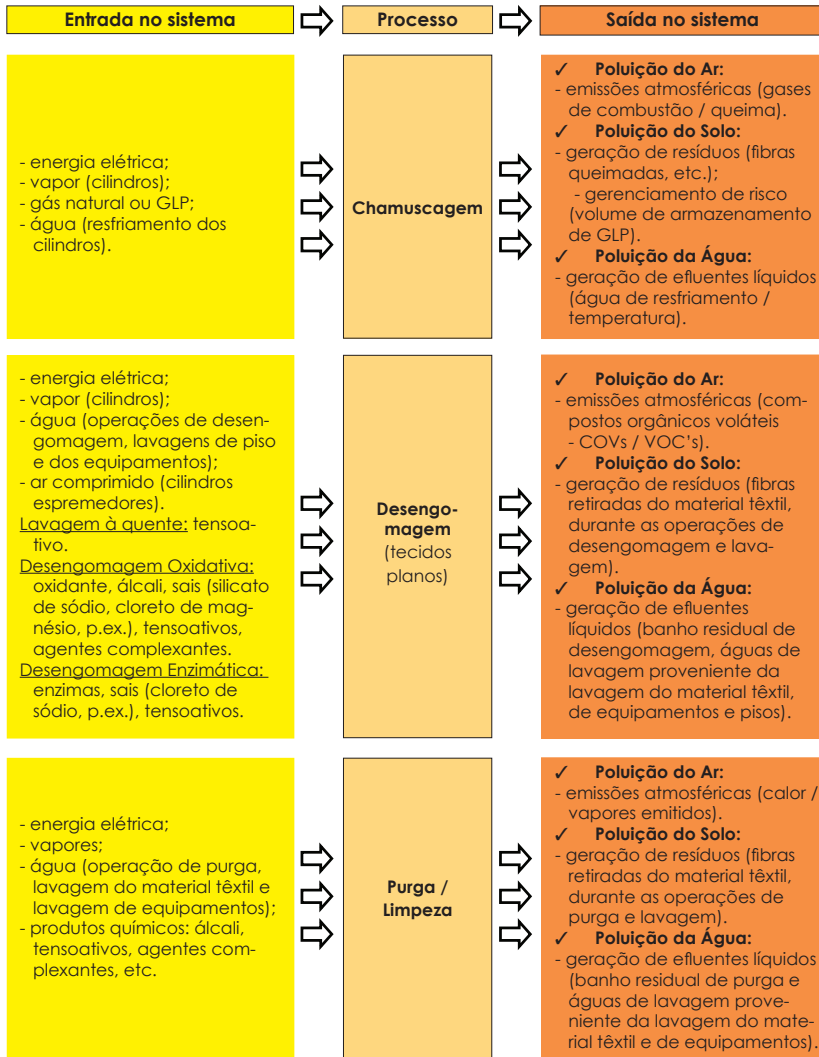 Entrada no sistema
Processo
Saída no sistema
- energia elétrica;
- vapor (cilindros);
- gás natural ou GLP;
- água (resfriamento dos
cilindros).
Chamuscagem
✓ Poluição do Ar:
- emissões atmosféricas (gases
de combustão / queima).
✓ Poluição do Solo:
- geração de resíduos (fibras
queimadas, etc.);
- gerenciamento de risco
(volume de armazenamento
de GLP).
✓ Poluição da Água:
- geração de efluentes líquidos
(água de resfriamento /
temperatura).
- energia elétrica;
- vapor (cilindros);
- água (operações de desen-
gomagem, lavagens de piso
e dos equipamentos);
- ar comprimido (cilindros
espremedores).
Lavagem à quente: tensoa-
tivo.
Desengomagem Oxidativa:
oxidante, álcali, sais (silicato
de sódio, cloreto de mag-
nésio, p.ex.), tensoativos,
agentes complexantes.
Desengomagem Enzimática:
enzimas, sais (cloreto de
sódio, p.ex.), tensoativos.
Desengo-
magem
(tecidos
planos)
✓ Poluição do Ar:
- emissões atmosféricas (com-
postos orgânicos voláteis
- COVs / VOC's).
✓ Poluição do Solo:
- geração de resíduos (fibras
retiradas do material têxtil,
durante as operações de
desengomagem e lava-
gem).
✓ Poluição da Água:
- geração de efluentes
líquidos (banho residual de
desengomagem, águas de
lavagem proveniente da
lavagem do material têxtil,
de equipamentos e pisos).
- energia elétrica;
- vapores;
- água (operação de purga,
lavagem do material têxtil e
lavagem de equipamentos);
- produtos químicos: álcali,
tensoativos, agentes com-
plexantes, etc.
Purga /
Limpeza
✓ Poluição do Ar:
- emissões atmosféricas (calor /
vapores emitidos).
✓ Poluição do Solo:
- geração de resíduos (fibras
retiradas do material têxtil,
durante as operações de
purga e lavagem).
✓ Poluição da Água:
- geração de efluentes líquidos
(banho residual de purga e
águas de lavagem prove-
niente da lavagem do mate-
rial têxtil e de equipamentos).